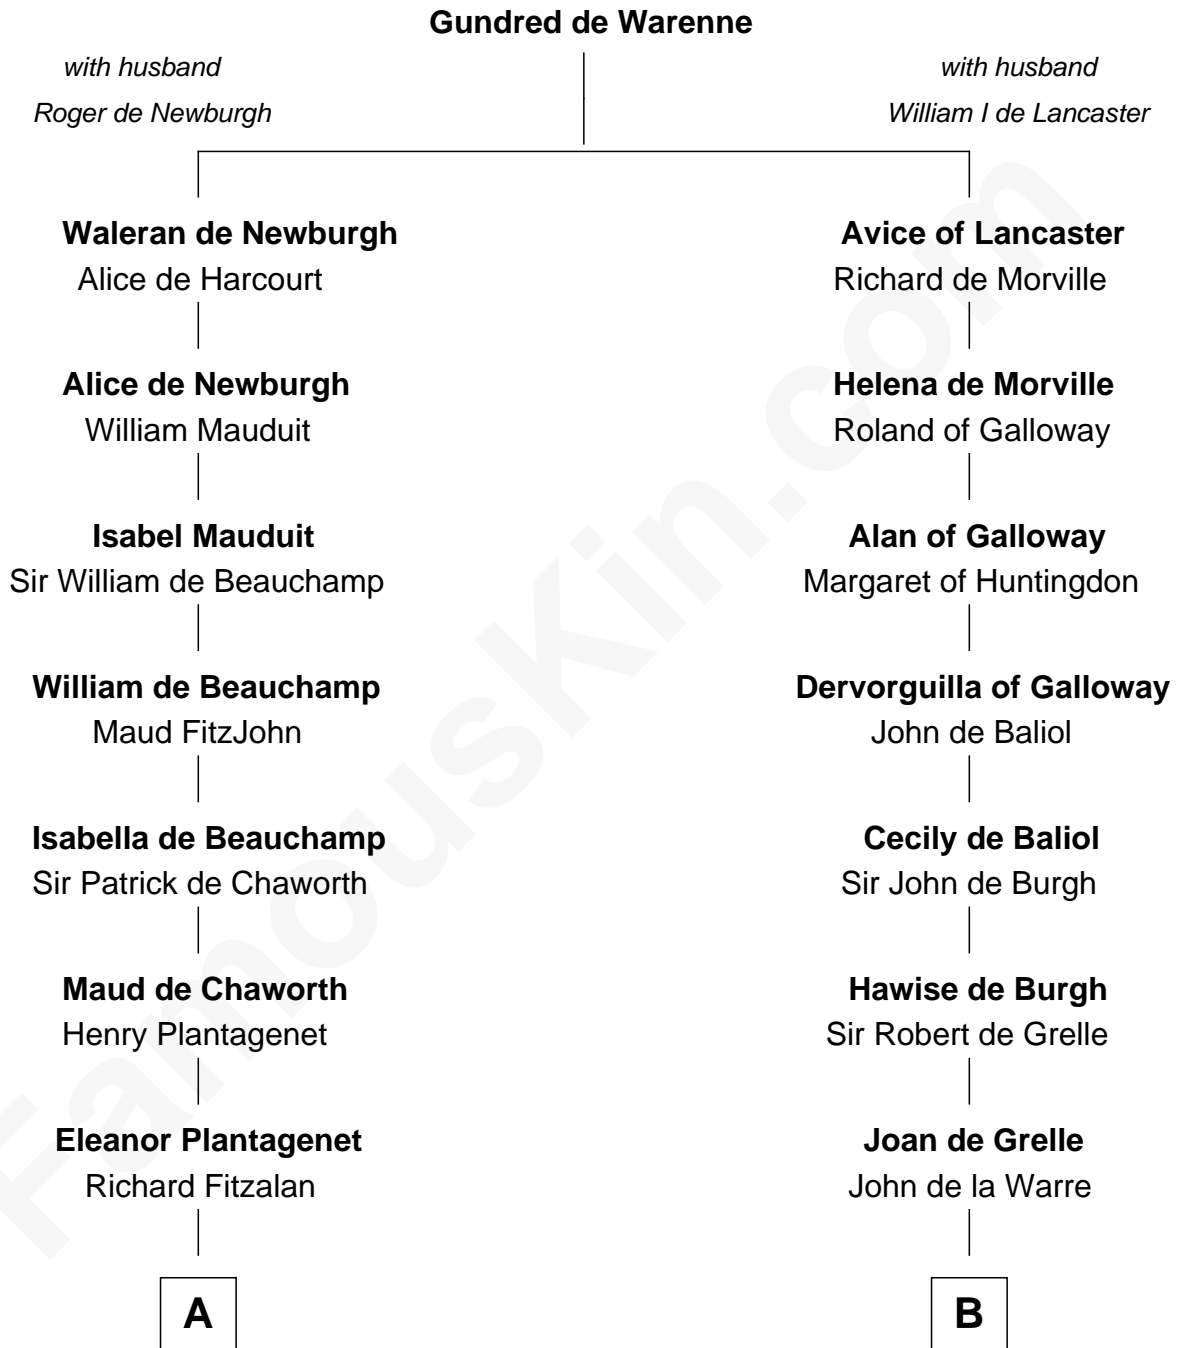 Gundred de Warenne
with husband
Roger de Newburgh
with husband
William I de Lancaster
Waleran de Newburgh
Alice de Harcourt
Avice of Lancaster
Richard de Morville
Alice de Newburgh
William Mauduit
Helena de Morville
Roland of Galloway
Isabel Mauduit
Sir William de Beauchamp
Alan of Galloway
Margaret of Huntingdon
William de Beauchamp
Maud FitzJohn
Dervorguilla of Galloway
John de Baliol
Isabella de Beauchamp
Sir Patrick de Chaworth
Cecily de Baliol
Sir John de Burgh
Maud de Chaworth
Henry Plantagenet
Hawise de Burgh
Sir Robert de Grelle
Eleanor Plantagenet
Richard Fitzalan
Joan de Grelle
John de la Warre
A
B
FamousKin.com